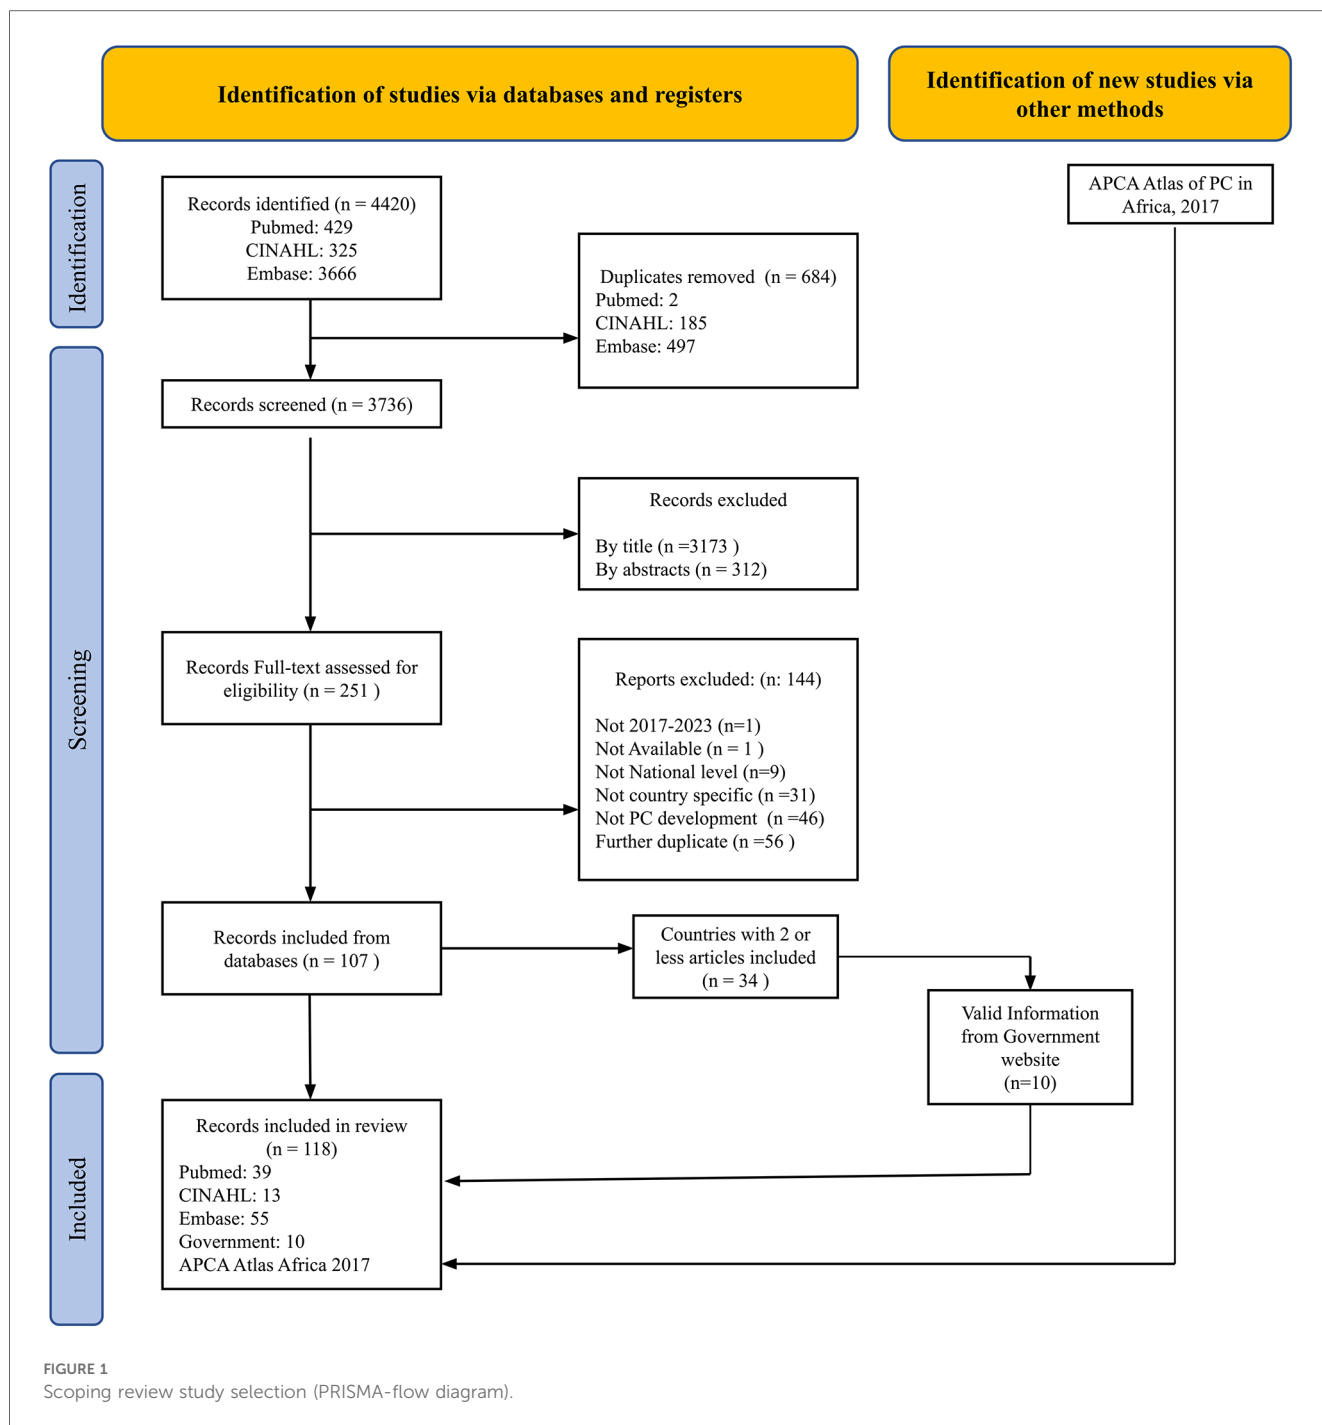 Identification of studies via databases and registers
Identification of new studies via
other methods
Identification
Records identified (n = 4420)
Pubmed: 429
CINAHL: 325
Embase: 3666
APCA Atlas of PC in
Africa, 2017
Duplicates removed (n = 684)
Pubmed: 2
CINAHL: 185
Embase: 497
Screening
Records screened (n = 3736)
Records excluded
By title (n =3173 )
By abstracts (n = 312)
Records Full-text assessed for
eligibility (n = 251 )
Reports excluded: (n: 144)
Not 2017-2023 (n=1)
Not Available (n = 1 )
Not National level (n=9)
Not country specific (n =31)
Not PC development (n =46)
Further duplicate (n =56 )
Records included from
databases (n = 107 )
Countries with 2 or
less articles included
(n = 34 )
Valid Information
from Government
website
(n=10)
Included
Records included in review
(n = 118)
Pubmed: 39
CINAHL: 13
Embase: 55
Government: 10
APCA Atlas Africa 2017
FIGURE 1
Scoping review study selection (PRISMA-flow diagram).